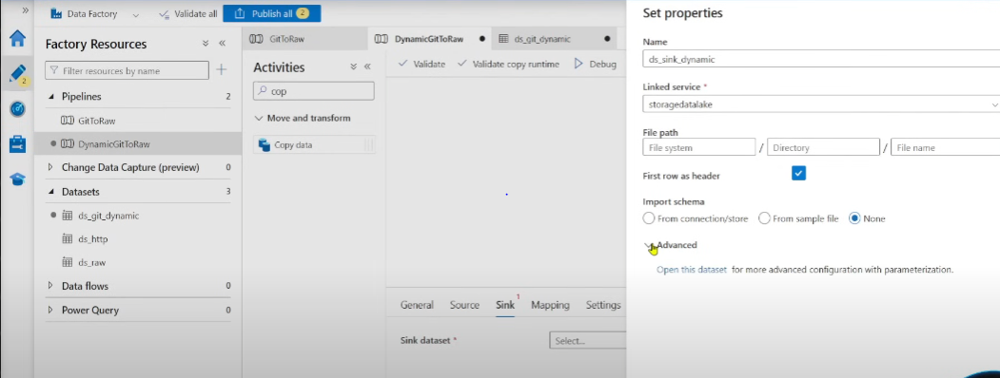 »
Data Factory
Validate all
Publish all 2
Factory Resources
»
«
Filter resources by name
+
Pipelines 2
GitToRaw
DynamicGitToRaw
Change Data Capture (preview) 0
Datasets 3
ds_git_dynamic
ds_http
ds_raw
Data flows 0
Power Query 0
2
GitToRaw
DynamicGitToRaw
ds_git_dynamic
Activities
»
«
cop
Move and transform
Copy data
Validate
Validate copy runtime
Debug
General
Source
Sink 1
Mapping
Settings
Sink dataset *
Select...
Set properties
Name
ds_sink_dynamic
Linked service *
storagedatalake
File path
File system / Directory / File name
First row as header
Import schema
From connection/store
From sample file
None
Advanced
Open this dataset for more advanced configuration with parameterization.